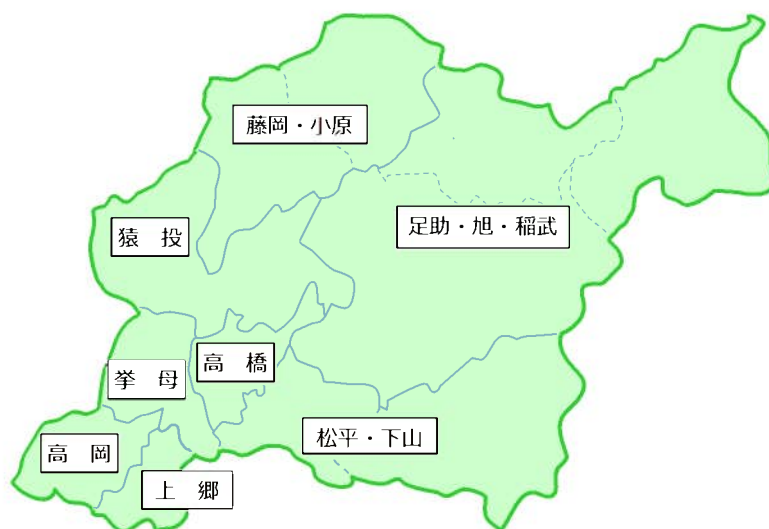 藤岡・小原
足助・旭・稲武
猿 投
高 橋
挙 母
松平・下山
高 岡
上 郷